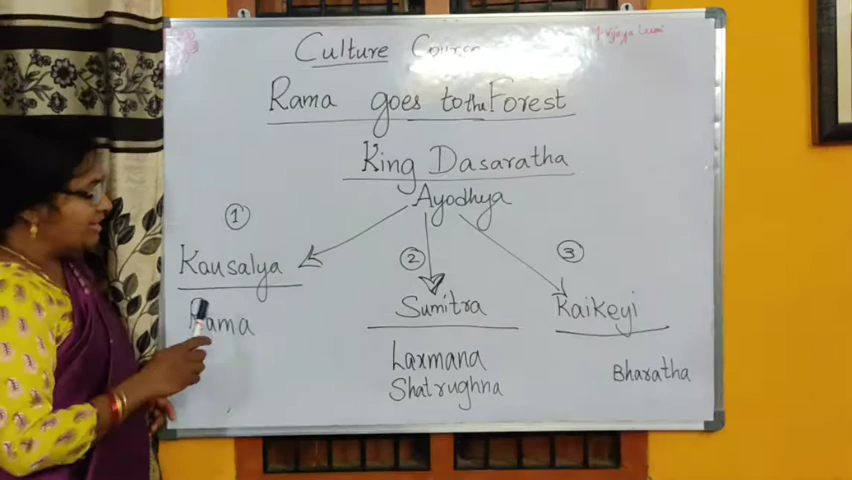 Culture Course
Rama goes to the Forest
King Dasaratha
Ayodhya
1
Kausalya
Rama
2
Sumitra
Laxmana
Shatrughna
3
Kaikeyi
Bharatha